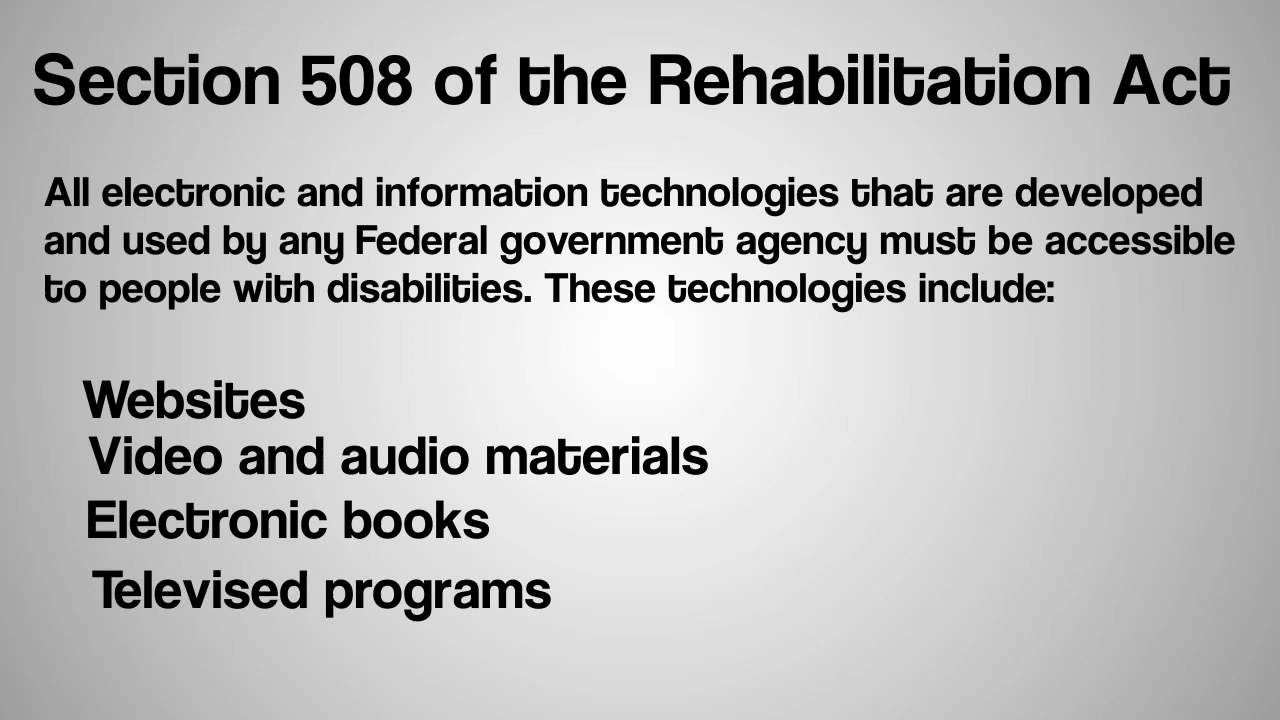 Section 508 of the Rehabilitation Act
All electronic and information technologies that are developed
and used by any Federal government agency must be accessible
to people with disabilities. These technologies include:
Websites
Video and audio materials
Electronic books
Televised programs